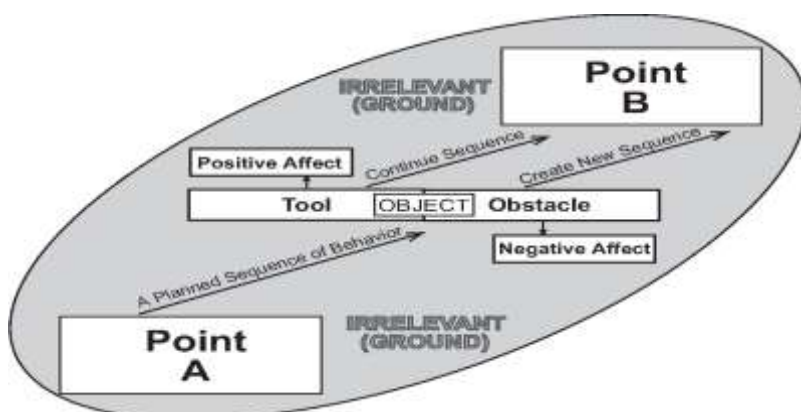 Point
B
IRRELEVANT
(GROUND)
Positive Affect
Continue Sequence
Create New Sequence
Tool
OBJECT
Obstacle
Negative Affect
A Planned Sequence of Behavior
Point
A
IRRELEVANT
(GROUND)